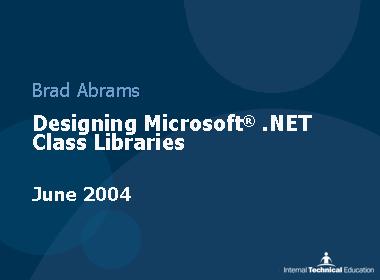 Brad Abrams
Designing Microsoft® .NET
Class Libraries
June 2004
Internal Technical Education